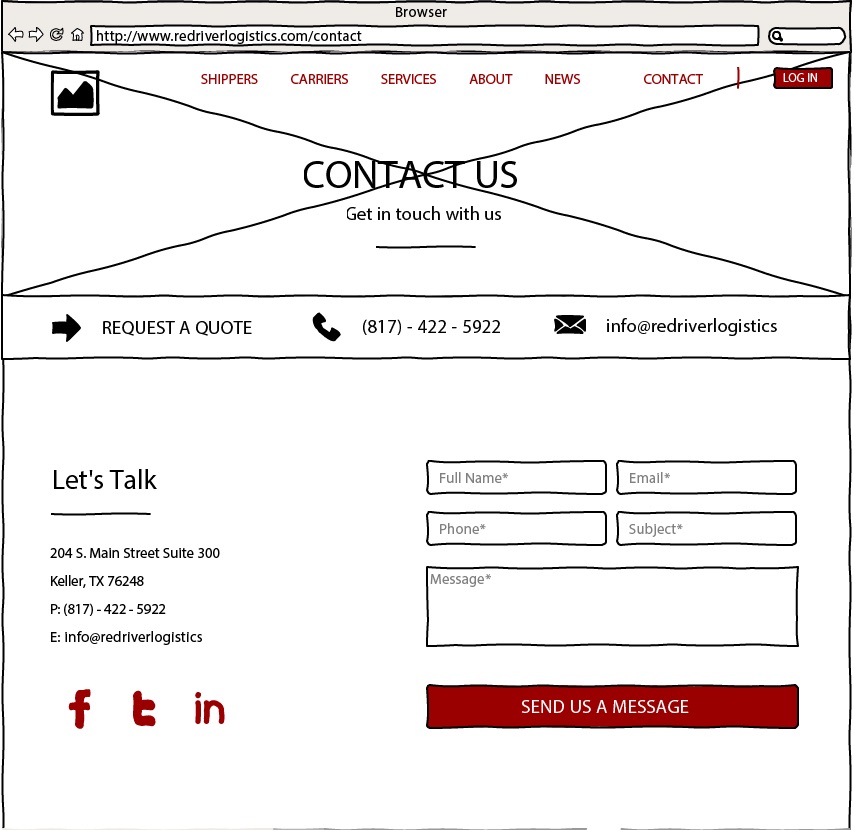 Browser
http://www.redriverlogistics.com/contact
SHIPPERS CARRIERS SERVICES ABOUT NEWS CONTACT LOG IN
CONTACT US
Get in touch with us
REQUEST A QUOTE (817) - 422 - 5922 info@redriverlogistics
Let's Talk
204 S. Main Street Suite 300
Keller, TX 76248
P: (817) - 422 - 5922
E: info@redriverlogistics
Full Name* Email*
Phone* Subject*
Message*
SEND US A MESSAGE